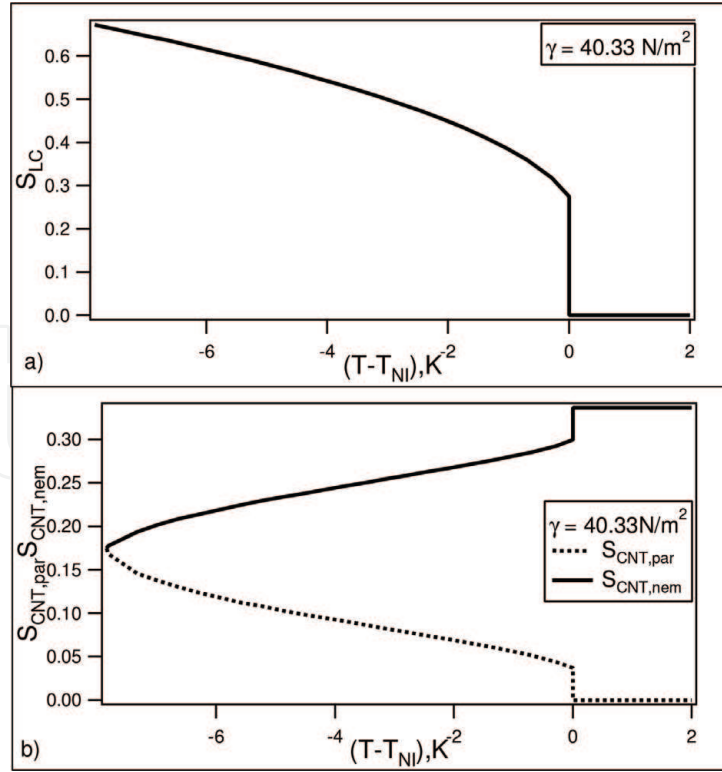 γ = 40.33 N/m²
S_LC
0.6
0.5
0.4
0.3
0.2
0.1
0.0
-6
-4
-2
0
2
a)
(T-T_NI),K
S_CNT,par S_CNT,nem
0.30
0.25
0.20
0.15
0.10
0.05
0.00
γ = 40.33N/m²
S_CNT,par
S_CNT,nem
-6
-4
-2
0
2
b)
(T-T_NI),K